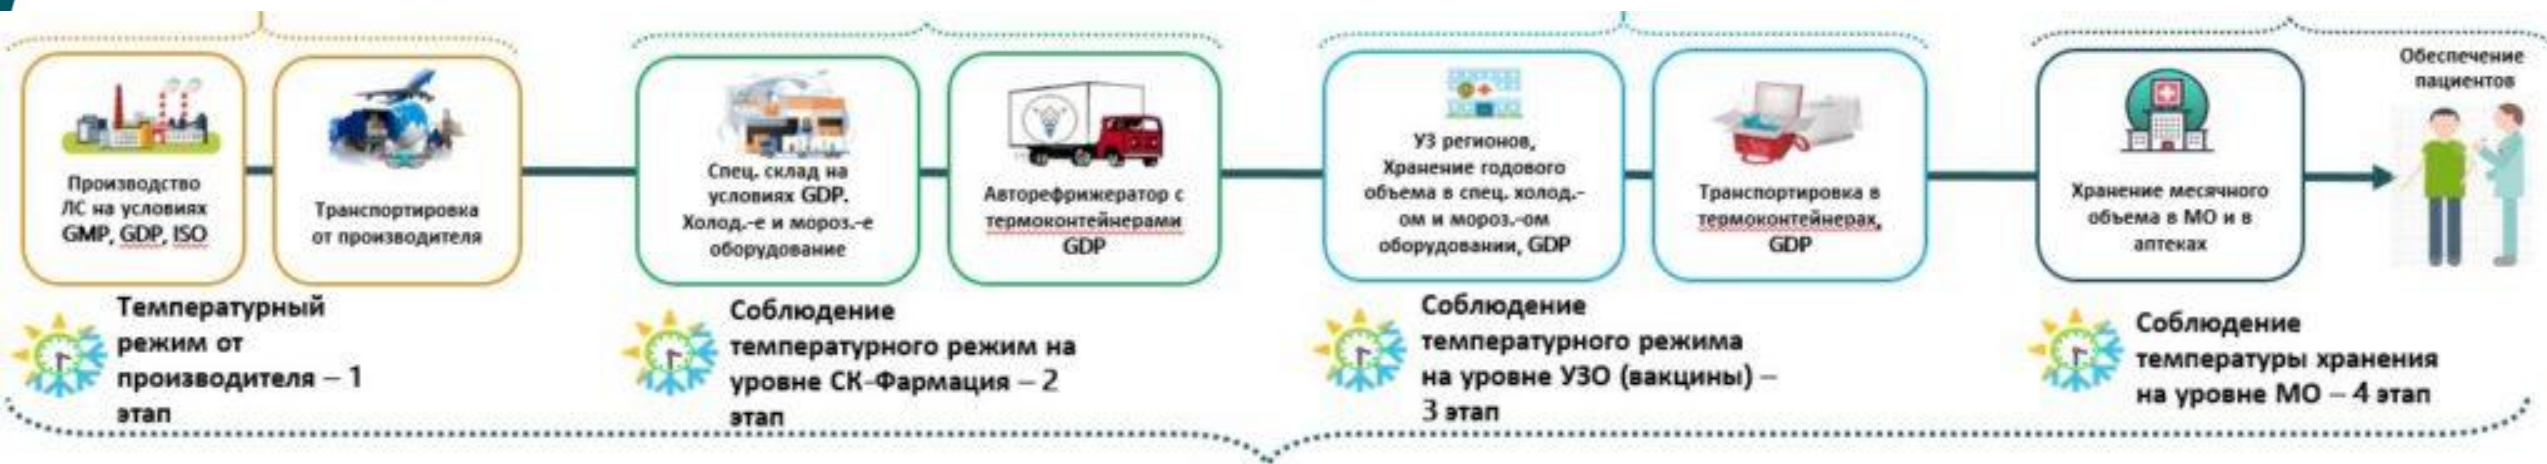 Производство
ЛС на условиях
GMP, GDP, ISO
Транспортировка
от производителя
Спец. склад на
условиях GDP.
Холод.-е и мороз.-е
оборудование
Авторефрижератор с
термоконтейнерами
GDP
УЗ регионов,
Хранение годового
объема в спец. холод.-
ом и мороз.-ом
оборудовании, GDP
Транспортировка в
термоконтейнерах,
GDP
Хранение месячного
объема в МО и в
аптеках
Обеспечение
пациентов
Температурный
режим от
производителя – 1
этап
Соблюдение
температурного режим на
уровне СК-Фармация – 2
этап
Соблюдение
температурного режима
на уровне УЗО (вакцины) –
3 этап
Соблюдение
температуры хранения
на уровне МО – 4 этап